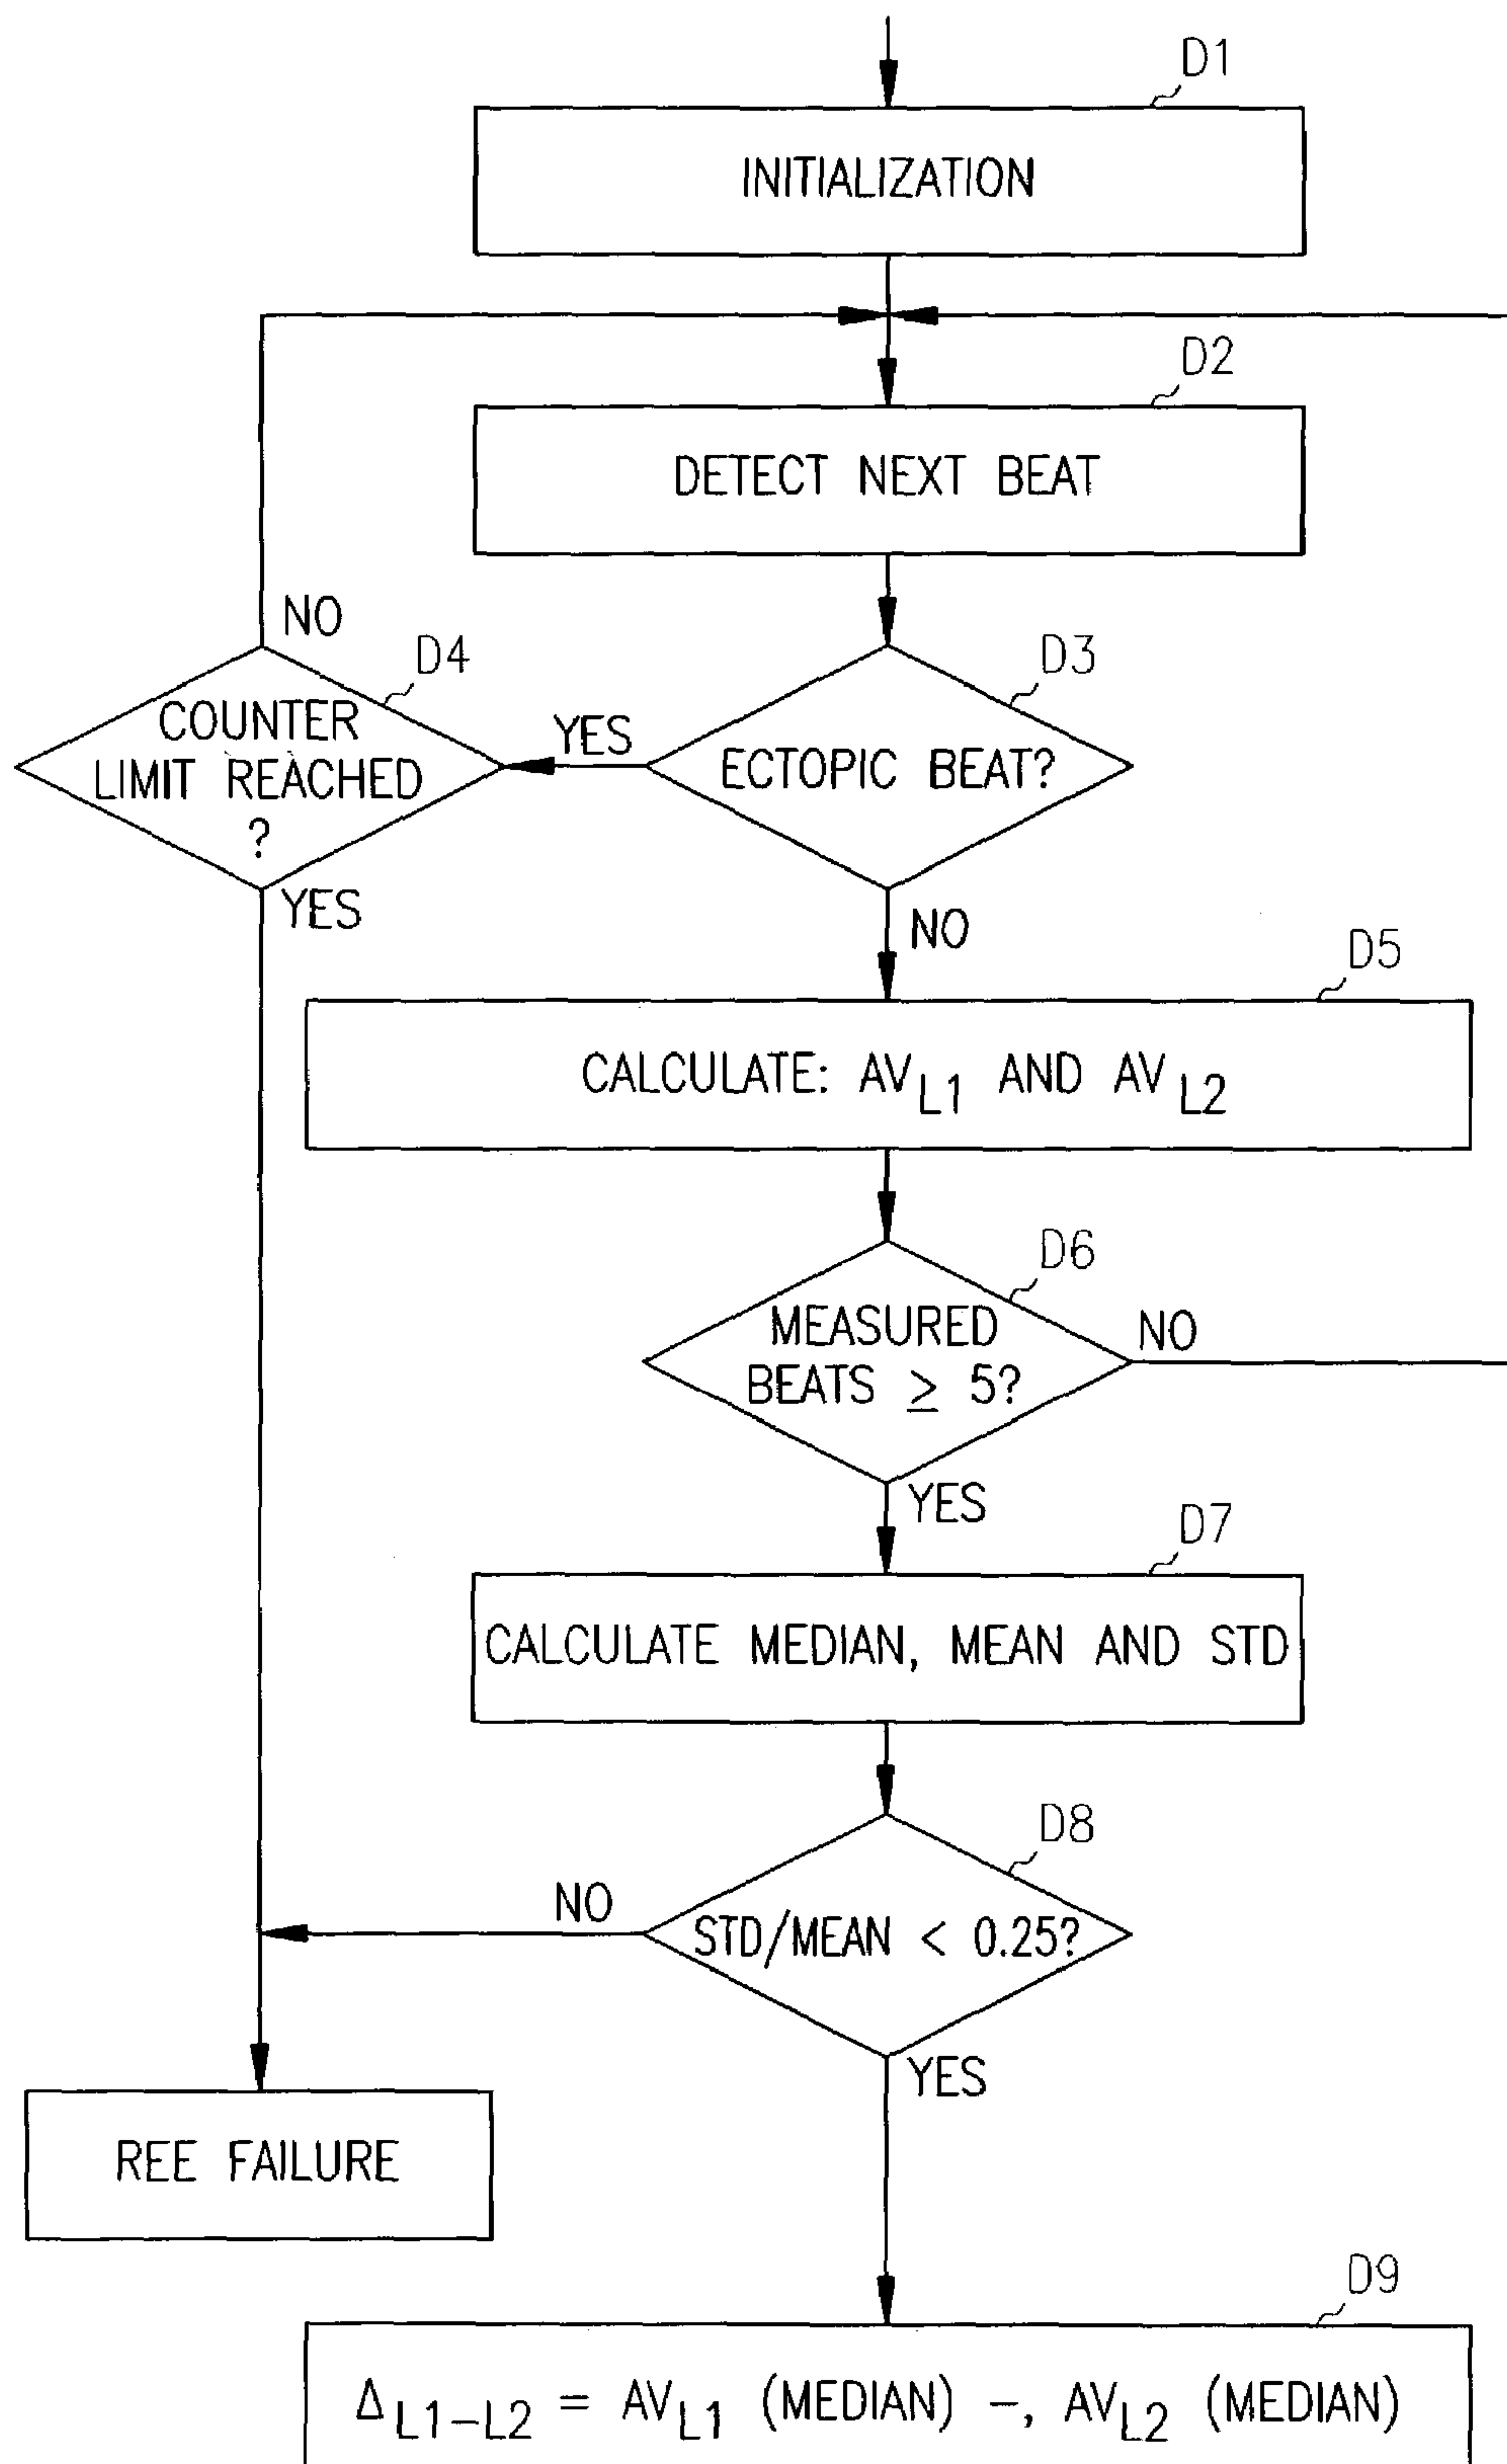 D1
INITIALIZATION
D2
DETECT NEXT BEAT
NO
D4
D3
COUNTER
LIMIT REACHED
?
YES
ECTOPIC BEAT?
YES
NO
D5
CALCULATE: AV L1 AND AV L2
D6
MEASURED
BEATS ≥ 5?
NO
YES
D7
CALCULATE MEDIAN, MEAN AND STD
D8
NO
STD/MEAN < 0.25?
YES
REE FAILURE
D9
Δ L1-L2 = AV L1 (MEDIAN) -, AV L2 (MEDIAN)